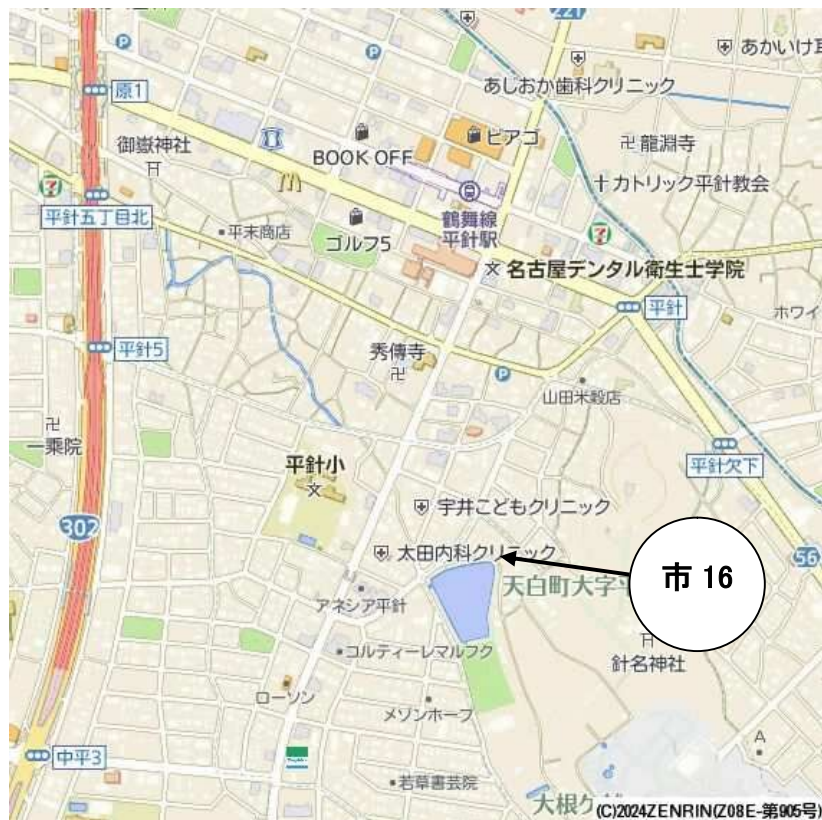 221
あかいけ耳
あしおか歯科クリニック
原1
御嶽神社
BOOK OFF
ピアゴ
龍淵寺
カトリック平針教会
7
平針五丁目北
平末商店
ゴルフ5
鶴舞線
平針駅
7
名古屋デンタル衛生士学院
平針
ホワイ
平針5
秀傳寺
P
山田米穀店
一乗院
平針小
平針欠下
302
宇井こどもクリニック
太田内科クリニック
56
市 16
天白町大字
アネシア平針
コルティーレマルフク
針名神社
ローソン
メゾンホーフ
A
中平3
若草書芸院
大根ケ
(C)2024ZENRIN(Z08E-第905号)